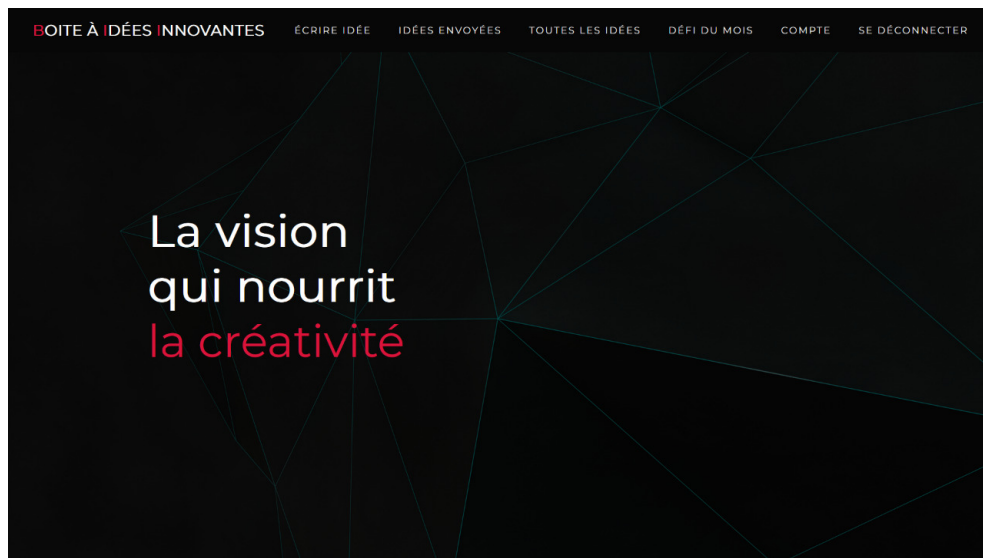 BOITE À IDÉES INNOVANTES ÉCRIRE IDÉE IDÉES ENVOYÉES TOUTES LES IDÉES DÉFI DU MOIS COMPTE SE DÉCONNECTER
La vision
qui nourrit
la créativité